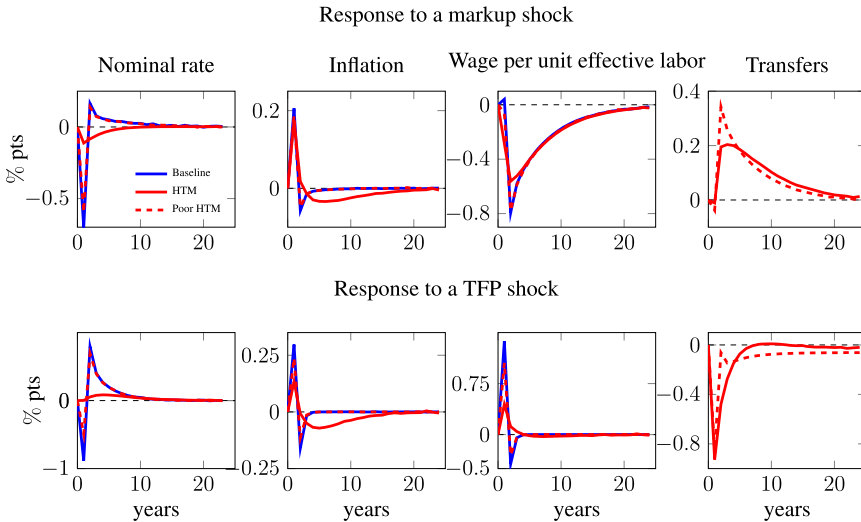 Response to a markup shock
Nominal rate
Inflation
Wage per unit effective labor
Transfers
% pts
0
−0.5
Baseline
HTM
Poor HTM
0 10 20
0.2
0
0 10 20
0
−0.4
−0.8
0 10 20
0.4
0.2
0
0 10 20
Response to a TFP shock
% pts
0
−1
0 10 20
years
0.25
0
−0.25
0 10 20
years
0.75
0
−0.5
0 10 20
years
0
−0.4
−0.8
0 10 20
years